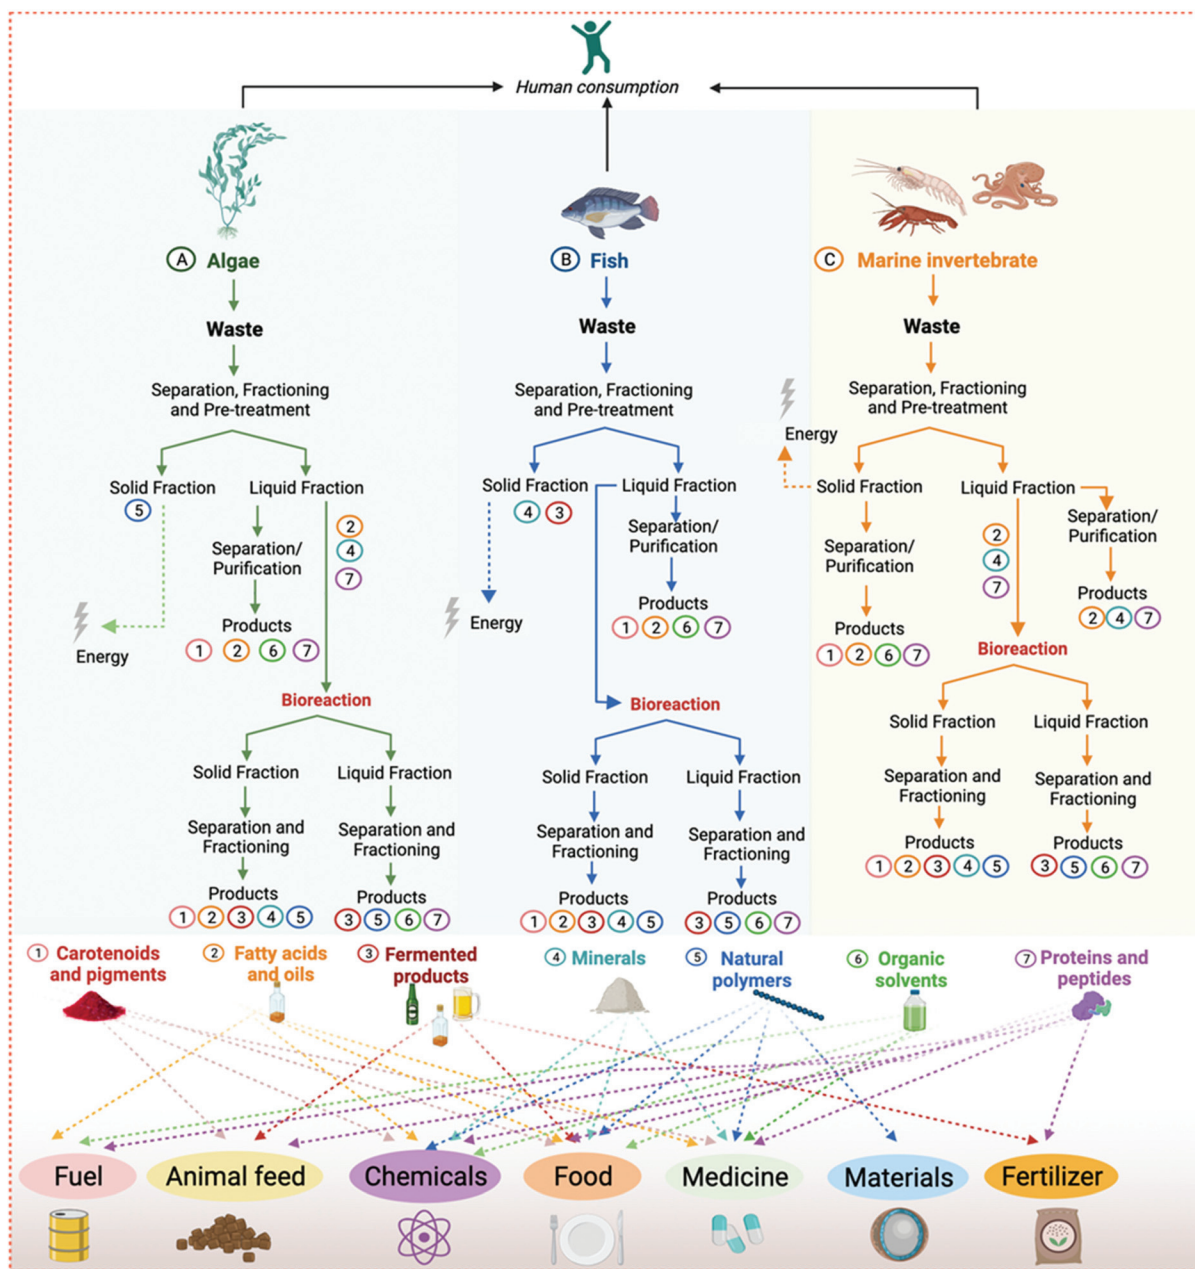 Human consumption
A Algae
Waste
Separation, Fractioning
and Pre-treatment
Solid Fraction
5
Liquid Fraction
2
4
7
Separation/
Purification
Products
1 2 6 7
Energy
Bioreaction
Solid Fraction
Liquid Fraction
Separation and
Fractioning
Separation and
Fractioning
Products
1 2 3 4 5
Products
3 5 6 7
B Fish
Waste
Separation, Fractioning
and Pre-treatment
Solid Fraction
4 3
Liquid Fraction
Separation/
Purification
Products
1 2 6 7
Energy
Bioreaction
Solid Fraction
Liquid Fraction
Separation and
Fractioning
Separation and
Fractioning
Products
1 2 3 4 5
Products
3 5 6 7
C Marine invertebrate
Waste
Separation, Fractioning
and Pre-treatment
Energy
Solid Fraction
Liquid Fraction
Separation/
Purification
Products
1 2 6 7
2
4
7
Separation/
Purification
Products
2 4 7
Bioreaction
Solid Fraction
Liquid Fraction
Separation and
Fractioning
Separation and
Fractioning
Products
1 2 3 4 5
Products
3 5 6 7
1 Carotenoids
and pigments
2 Fatty acids
and oils
3 Fermented
products
4 Minerals
5 Natural
polymers
6 Organic
solvents
7 Proteins and
peptides
Fuel
Animal feed
Chemicals
Food
Medicine
Materials
Fertilizer